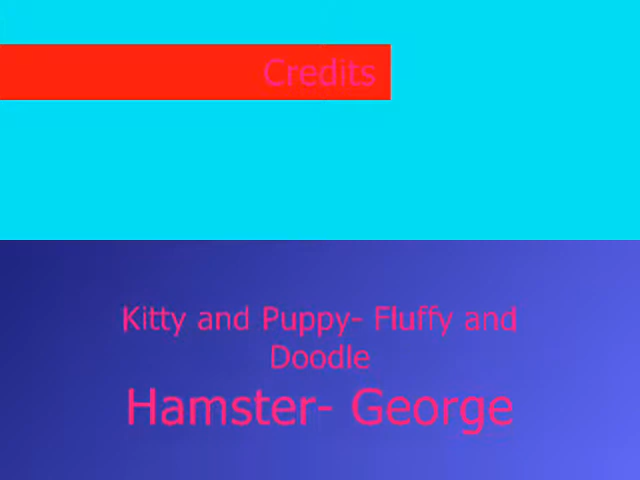 Credits
Kitty and Puppy- Fluffy and
Doodle
Hamster- George